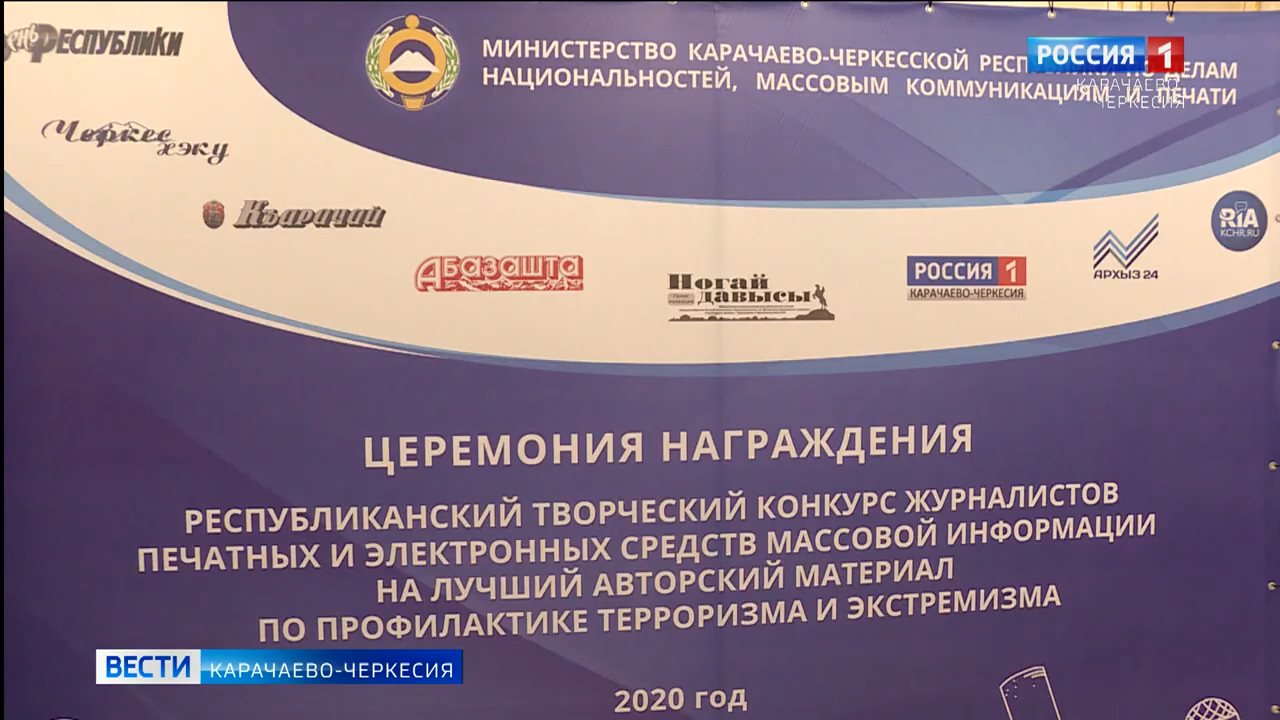 РЕСПУБЛИКИ
МИНИСТЕРСТВО КАРАЧАЕВО-ЧЕРКЕССКОЙ ДЕЛАМ
НАЦИОНАЛЬНОСТЕЙ, МАССОВЫМ КОММУНИКАЦИЯМ И ПЕЧАТИ
РОССИЯ 1
КАРАЧАЕВО
ЧЕРКЕСИЯ
Черкес
хэку
Къарачай
Абазашта
Ногай
давысы
РОССИЯ 1
КАРАЧАЕВО-ЧЕРКЕСИЯ
АРХЫЗ 24
RIA
KCHR.RU
ЦЕРЕМОНИЯ НАГРАЖДЕНИЯ
РЕСПУБЛИКАНСКИЙ ТВОРЧЕСКИЙ КОНКУРС ЖУРНАЛИСТОВ
ПЕЧАТНЫХ И ЭЛЕКТРОННЫХ СРЕДСТВ МАССОВОЙ ИНФОРМАЦИИ
НА ЛУЧШИЙ АВТОРСКИЙ МАТЕРИАЛ
ПО ПРОФИЛАКТИКЕ ТЕРРОРИЗМА И ЭКСТРЕМИЗМА
2020 год
ВЕСТИ КАРАЧАЕВО-ЧЕРКЕСИЯ